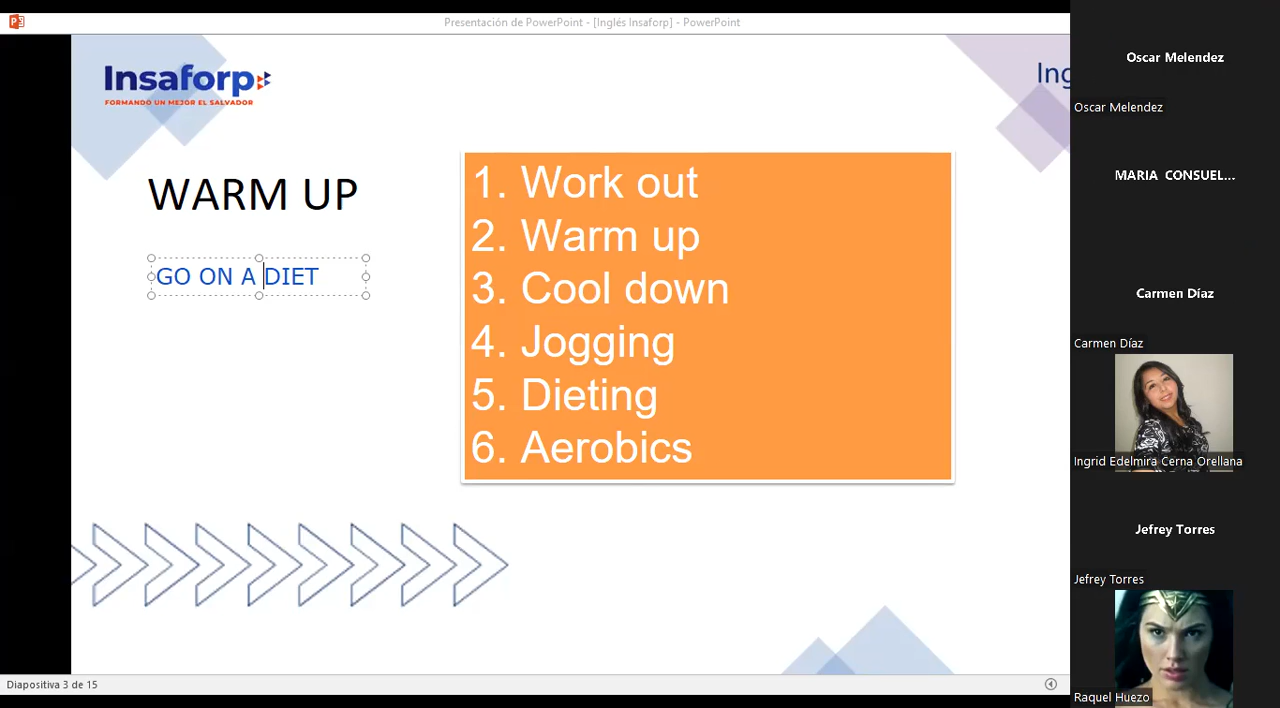 Presentación de PowerPoint - [Inglés Insaforp] - PowerPoint
Insaforp
FORMANDO UN MEJOR EL SALVADOR
Ing
WARM UP
GO ON A DIET
1. Work out
2. Warm up
3. Cool down
4. Jogging
5. Dieting
6. Aerobics
Diapositiva 3 de 15
Oscar Melendez
Oscar Melendez
MARIA CONSUEL...
Carmen Díaz
Carmen Díaz
Ingrid Edelmira Cerna Orellana
Jefrey Torres
Jefrey Torres
Raquel Huezo